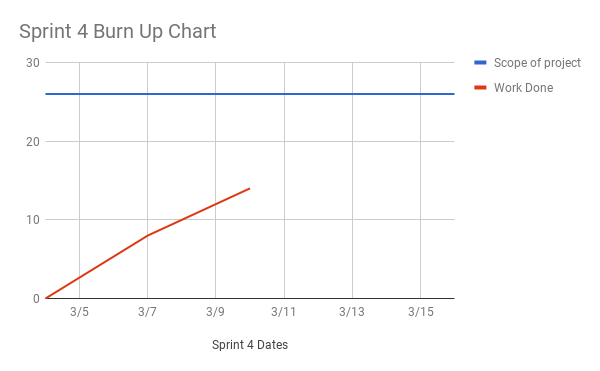 Sprint 4 Burn Up Chart
30
20
10
0
3/5
3/7
3/9
3/11
3/13
3/15
Sprint 4 Dates
Scope of project
Work Done